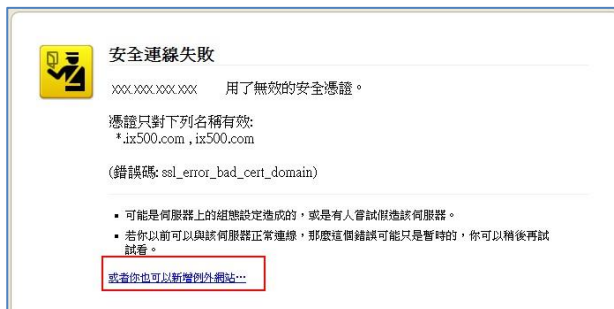 安全連線失敗
xxx.xxx.xxx.xxx 用了無效的安全憑證。
憑證只對下列名稱有效:
*.ix500.com , ix500.com
(錯誤碼: ssl_error_bad_cert_domain)
▪ 可能是伺服器上的組態設定造成的，或是有人嘗試假造該伺服器。
▪ 若你以前可以與該伺服器正常連線，那麼這個錯誤可能只是暫時的，你可以稍後再試
試看。
或者你也可以新增例外網站…